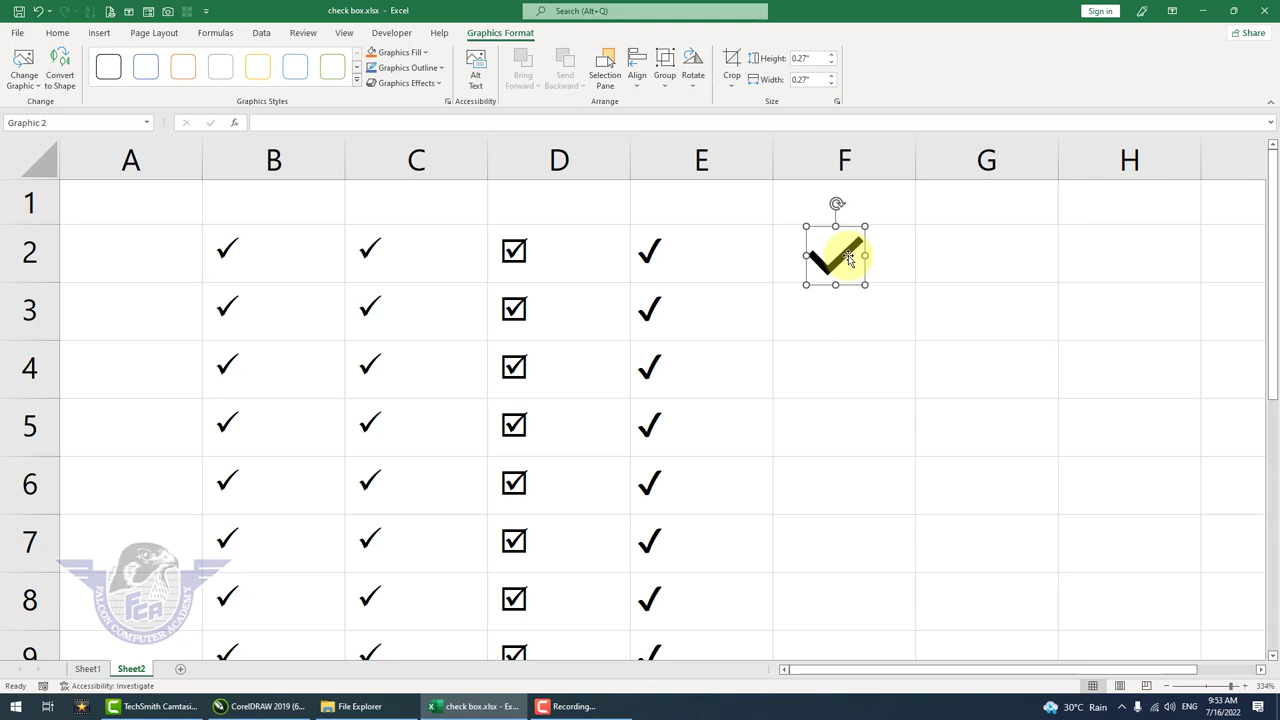 check box.xlsx - Excel
Search (Alt+Q)
Sign in
File Home Insert Page Layout Formulas Data Review View Developer Help Graphics Format
Share
Change Graphic
Convert to Shape
Change
Graphics Fill
Graphics Outline
Graphics Effects
Graphics Styles
Alt Text
Accessibility
Bring Forward
Send Backward
Selection Pane
Align
Group
Rotate
Arrange
Crop
Height: 0.27"
Width: 0.27"
Size
Graphic 2
fx
A B C D E F G H
1
2 ✓ ✓ ☑ ✔
3 ✓ ✓ ☑ ✔
4 ✓ ✓ ☑ ✔
5 ✓ ✓ ☑ ✔
6 ✓ ✓ ☑ ✔
7 ✓ ✓ ☑ ✔
8 ✓ ✓ ☑ ✔
9 ✓ ✓ ☑ ✔
FCA
FALCON COMPUTER ACADEMY
Sheet1 Sheet2
Ready Accessibility: Investigate
334%
TechSmith Camtasi...
CorelDRAW 2019 (6...
File Explorer
check box.xlsx - Ex...
Recording...
30°C Rain
9:53 AM
7/16/2022